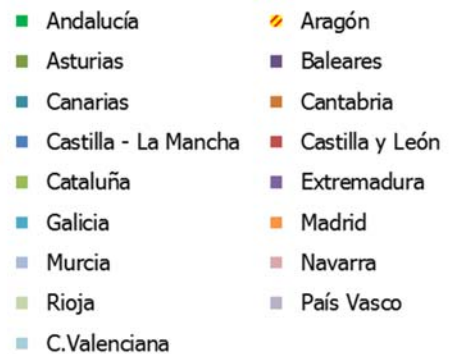 Andalucía
Aragón
Asturias
Baleares
Canarias
Cantabria
Castilla - La Mancha
Castilla y León
Cataluña
Extremadura
Galicia
Madrid
Murcia
Navarra
Rioja
País Vasco
C.Valenciana